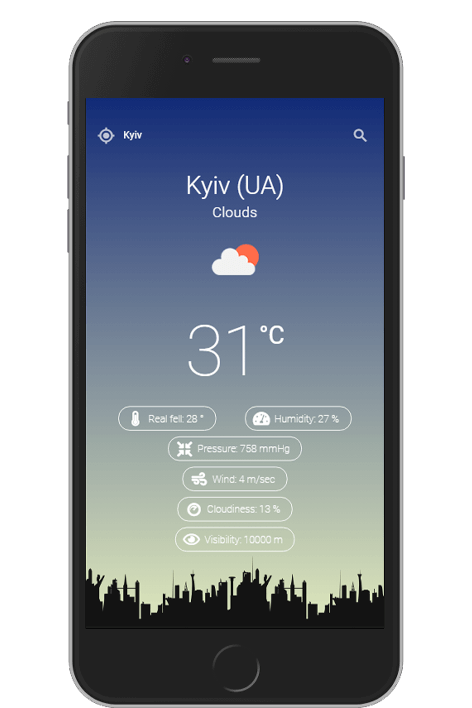 Kyiv
Kyiv (UA)
Clouds
31 °C
Real fell: 28 °
Humidity: 27 %
Pressure: 758 mmHg
Wind: 4 m/sec
Cloudiness: 13 %
Visibility: 10000 m